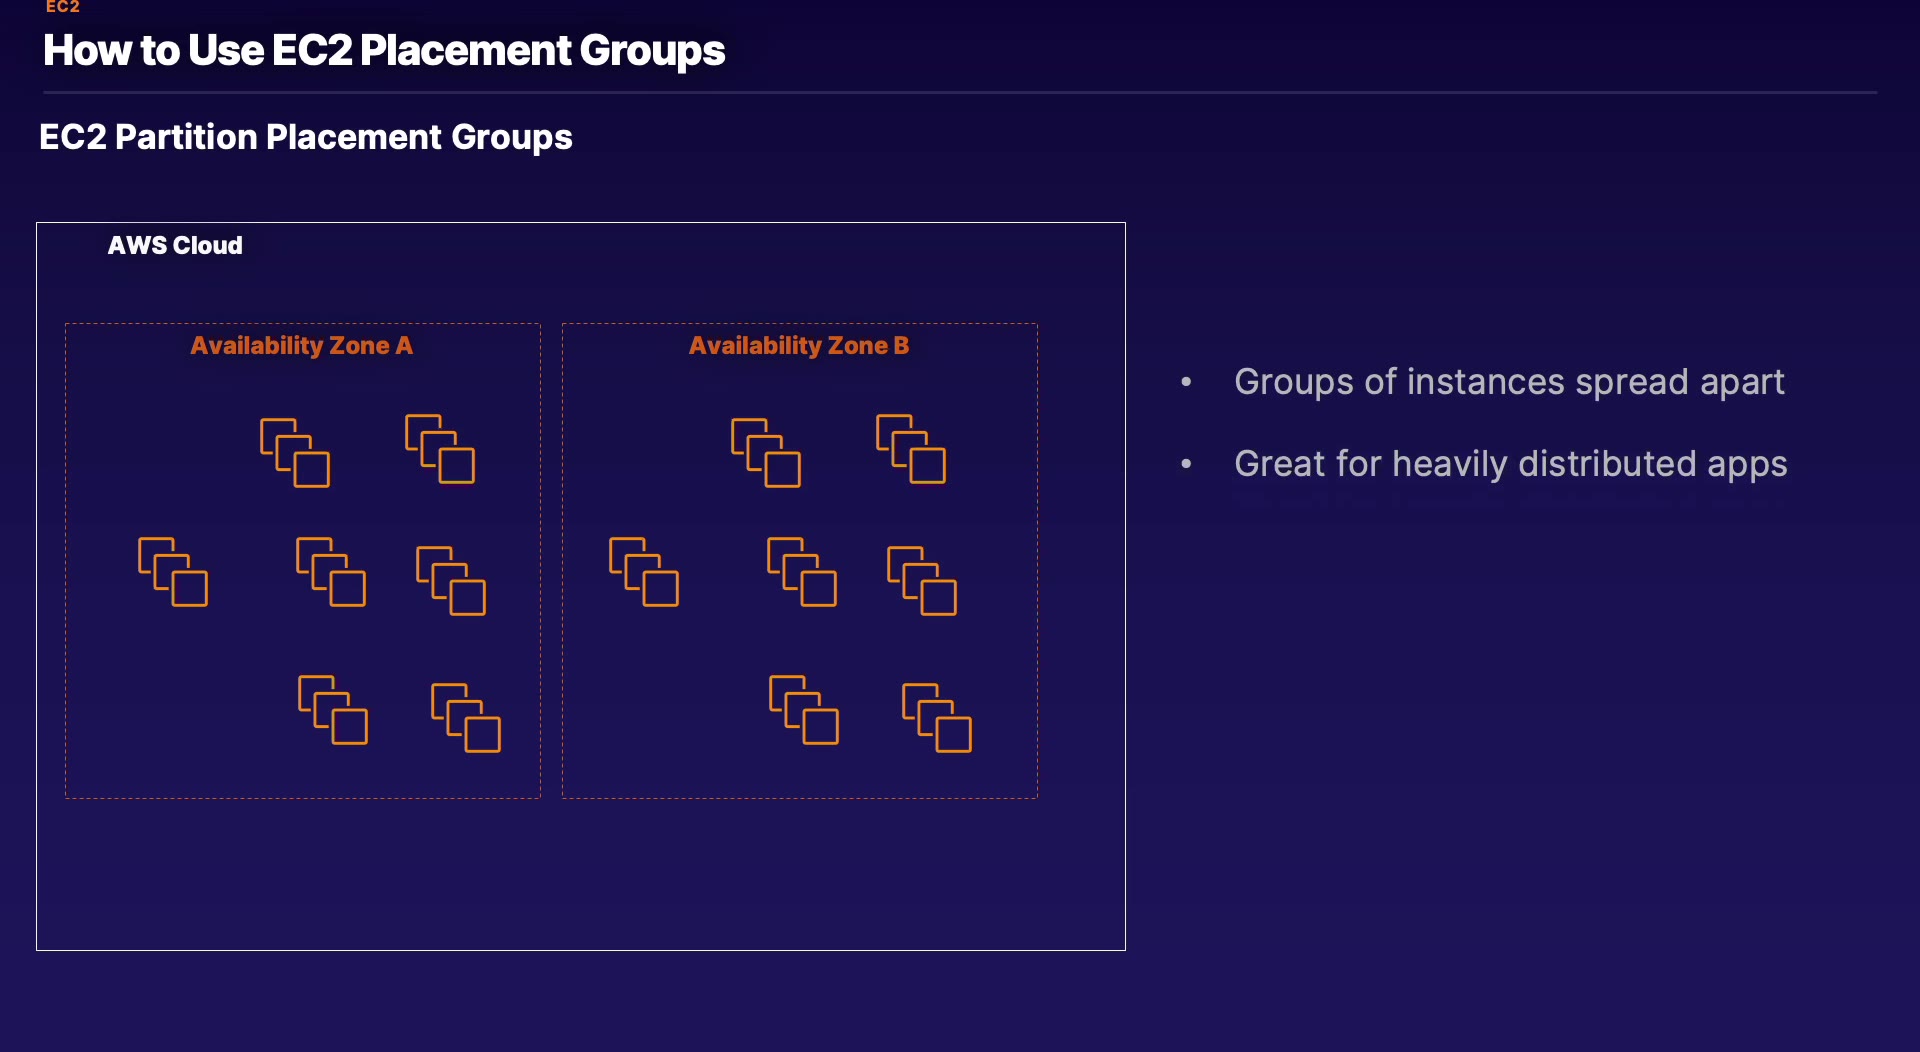 EC2
How to Use EC2 Placement Groups
EC2 Partition Placement Groups
AWS Cloud
Availability Zone A
Availability Zone B
• Groups of instances spread apart
• Great for heavily distributed apps